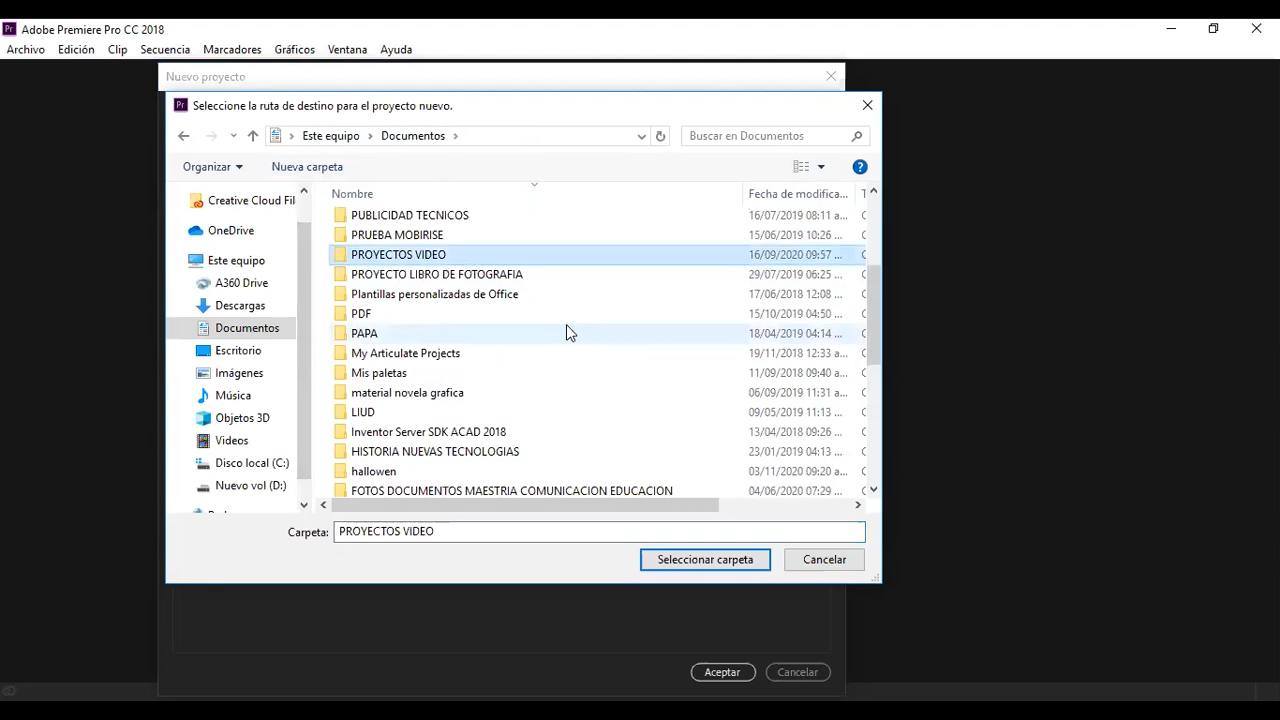 Adobe Premiere Pro CC 2018
Archivo Edición Clip Secuencia Marcadores Gráficos Ventana Ayuda
Nuevo proyecto
Seleccione la ruta de destino para el proyecto nuevo.
Este equipo > Documentos >
Buscar en Documentos
Organizar Nueva carpeta
Creative Cloud Fil
OneDrive
Este equipo
A360 Drive
Descargas
Documentos
Escritorio
Imágenes
Música
Objetos 3D
Videos
Disco local (C:)
Nuevo vol (D:)
Nombre Fecha de modifica...
PUBLICIDAD TECNICOS 16/07/2019 08:11 a...
PRUEBA MOBIRISE 15/06/2019 10:26 ...
PROYECTOS VIDEO 16/09/2020 09:57 ...
PROYECTO LIBRO DE FOTOGRAFIA 29/07/2019 06:25 ...
Plantillas personalizadas de Office 17/06/2018 12:08 ...
PDF 15/10/2019 04:50 ...
PAPA 18/04/2019 04:14 ...
My Articulate Projects 19/11/2018 12:33 a...
Mis paletas 11/09/2018 09:40 ...
material novela grafica 06/09/2019 11:31 ...
LIUD 09/05/2019 11:13 ...
Inventor Server SDK ACAD 2018 13/04/2018 09:26 ...
HISTORIA NUEVAS TECNOLOGIAS 23/01/2019 04:13 ...
hallowen 03/11/2020 09:20 a...
FOTOS DOCUMENTOS MAESTRIA COMUNICACION EDUCACION 04/06/2020 07:29 ...
Carpeta: PROYECTOS VIDEO
Seleccionar carpeta Cancelar
Aceptar Cancelar